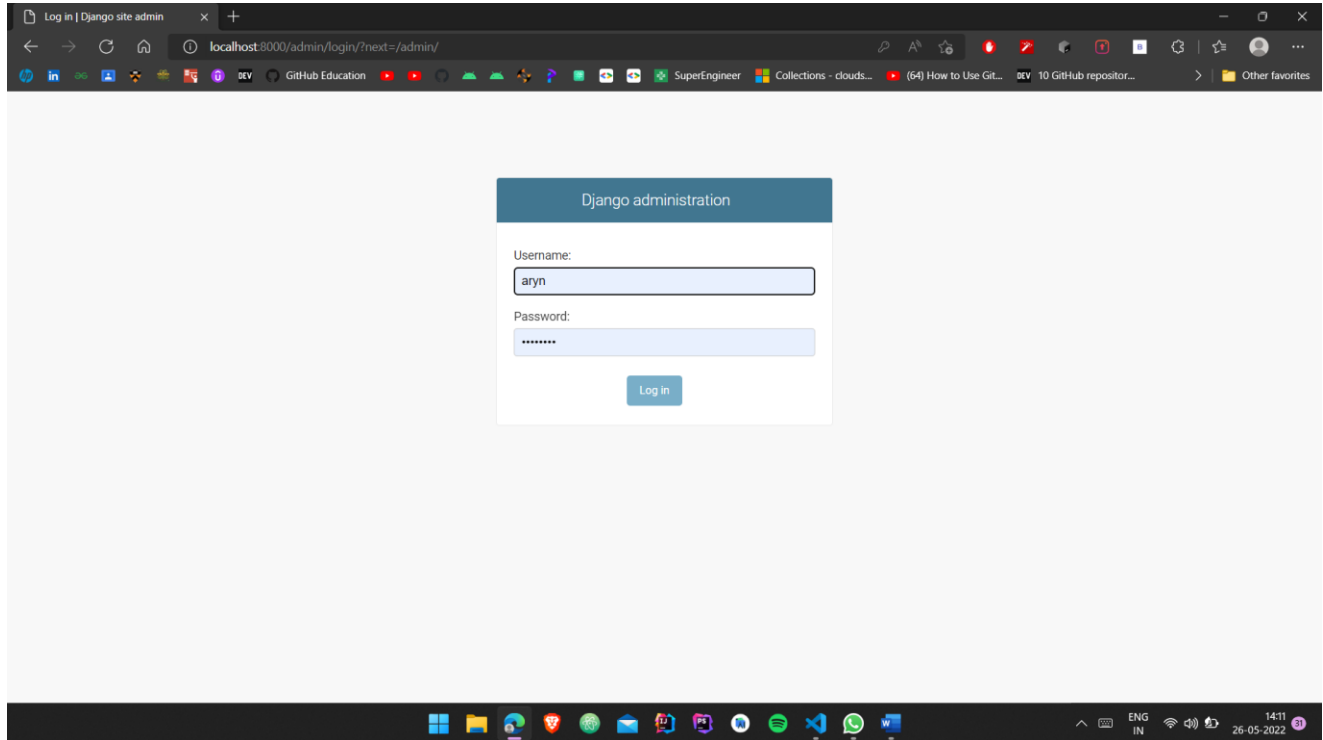 Log in | Django site admin
localhost:8000/admin/login/?next=/admin/
in DEV GitHub Education SuperEngineer Collections - clouds... (64) How to Use Git... DEV 10 GitHub repositor... Other favorites
Django administration
Username:
aryn
Password:
••••••••
Log in
ENG
IN
14:11
26-05-2022
31